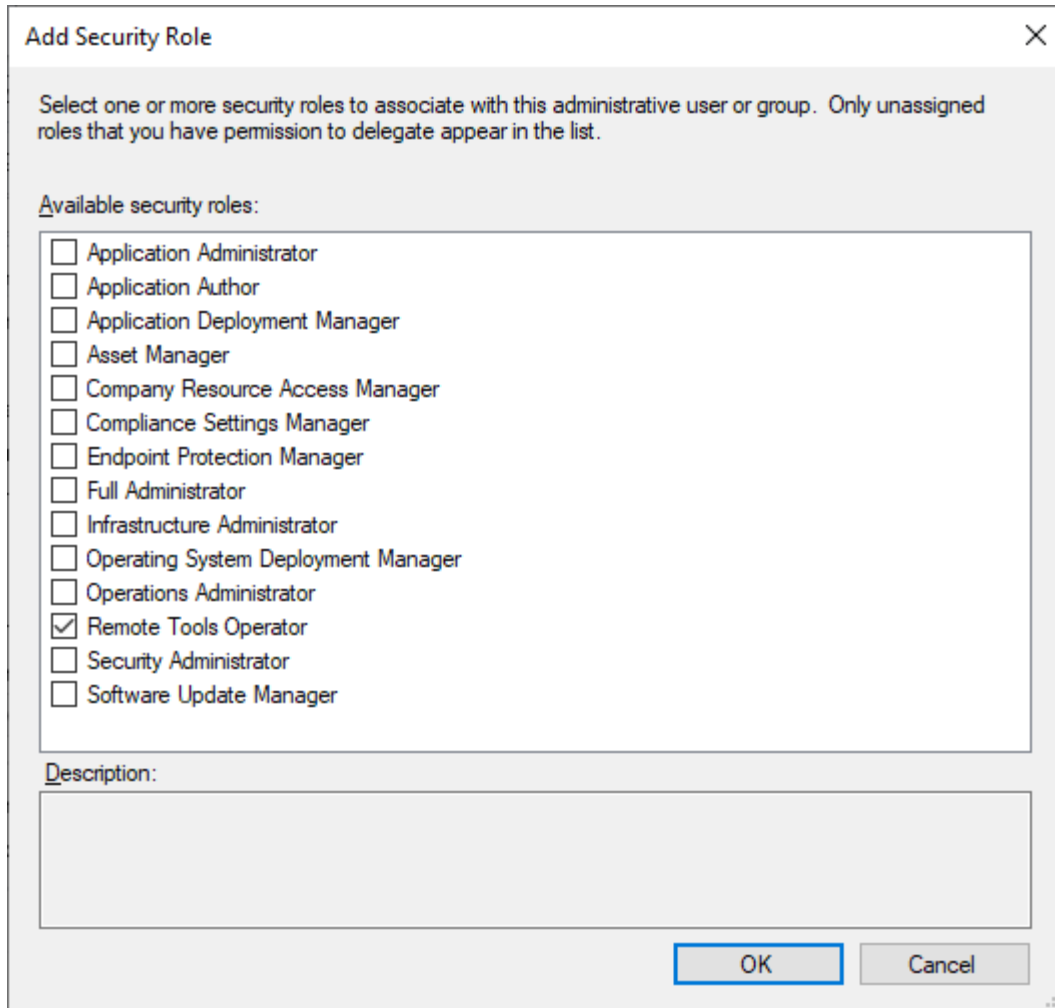 Add Security Role
Select one or more security roles to associate with this administrative user or group.  Only unassigned
roles that you have permission to delegate appear in the list.
Available security roles:
Application Administrator
Application Author
Application Deployment Manager
Asset Manager
Company Resource Access Manager
Compliance Settings Manager
Endpoint Protection Manager
Full Administrator
Infrastructure Administrator
Operating System Deployment Manager
Operations Administrator
Remote Tools Operator
Security Administrator
Software Update Manager
Description:
OK Cancel